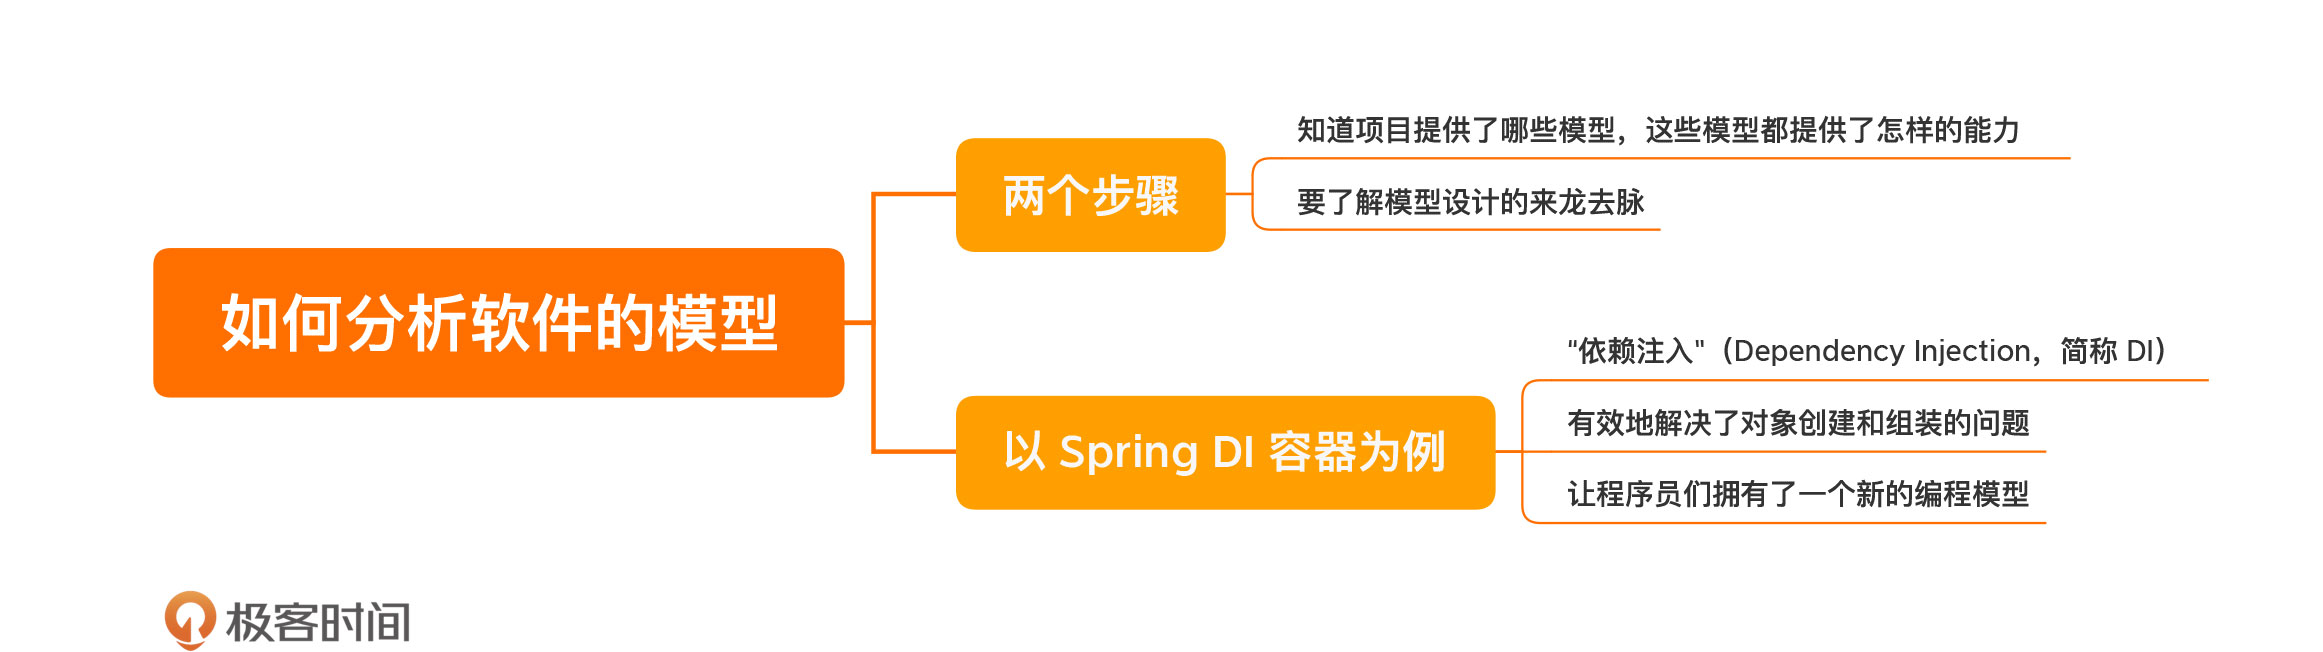 如何分析软件的模型
两个步骤
知道项目提供了哪些模型，这些模型都提供了怎样的能力
要了解模型设计的来龙去脉
以 Spring DI 容器为例
“依赖注入"（Dependency Injection，简称 DI）
有效地解决了对象创建和组装的问题
让程序员们拥有了一个新的编程模型
极客时间